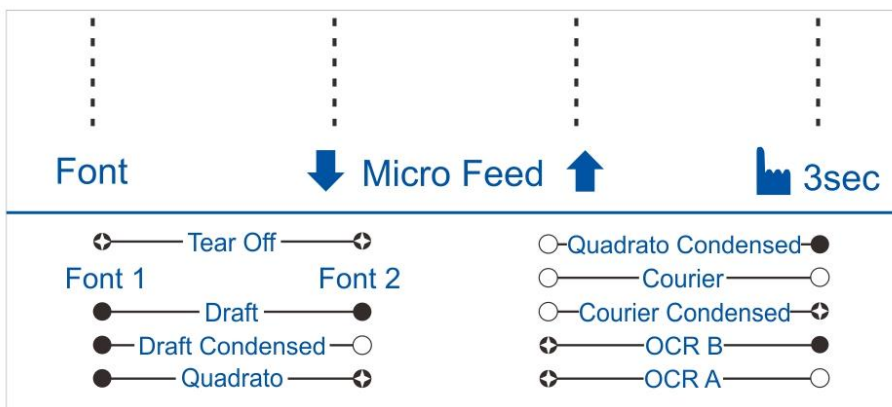 Font Micro Feed 3sec
Tear Off Quadrato Condensed
Font 1 Font 2 Courier
Draft Courier Condensed
Draft Condensed OCR B
Quadrato OCR A